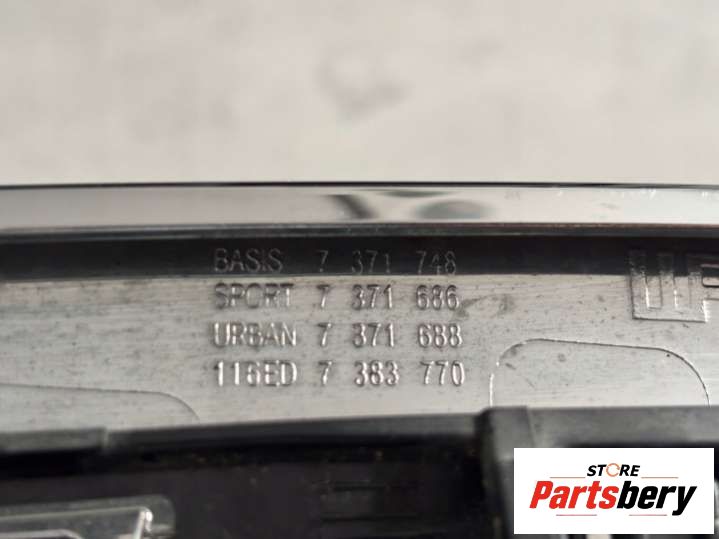 BASIS 7 371 748
SPORT 7 371 686
URBAN 7 371 688
116ED 7 383 770
STORE
Partsbery